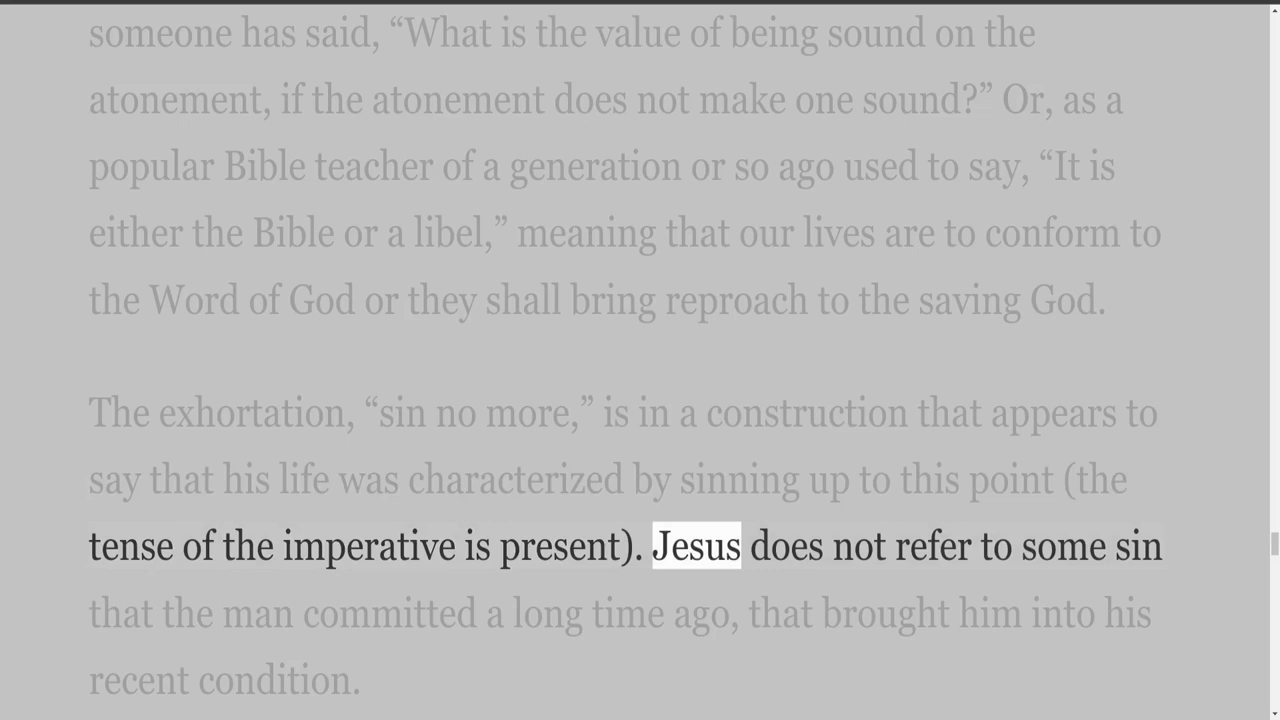 someone has said, “What is the value of being sound on the
atonement, if the atonement does not make one sound?” Or, as a
popular Bible teacher of a generation or so ago used to say, “It is
either the Bible or a libel,” meaning that our lives are to conform to
the Word of God or they shall bring reproach to the saving God.
The exhortation, “sin no more,” is in a construction that appears to
say that his life was characterized by sinning up to this point (the
tense of the imperative is present). Jesus does not refer to some sin
that the man committed a long time ago, that brought him into his
recent condition.